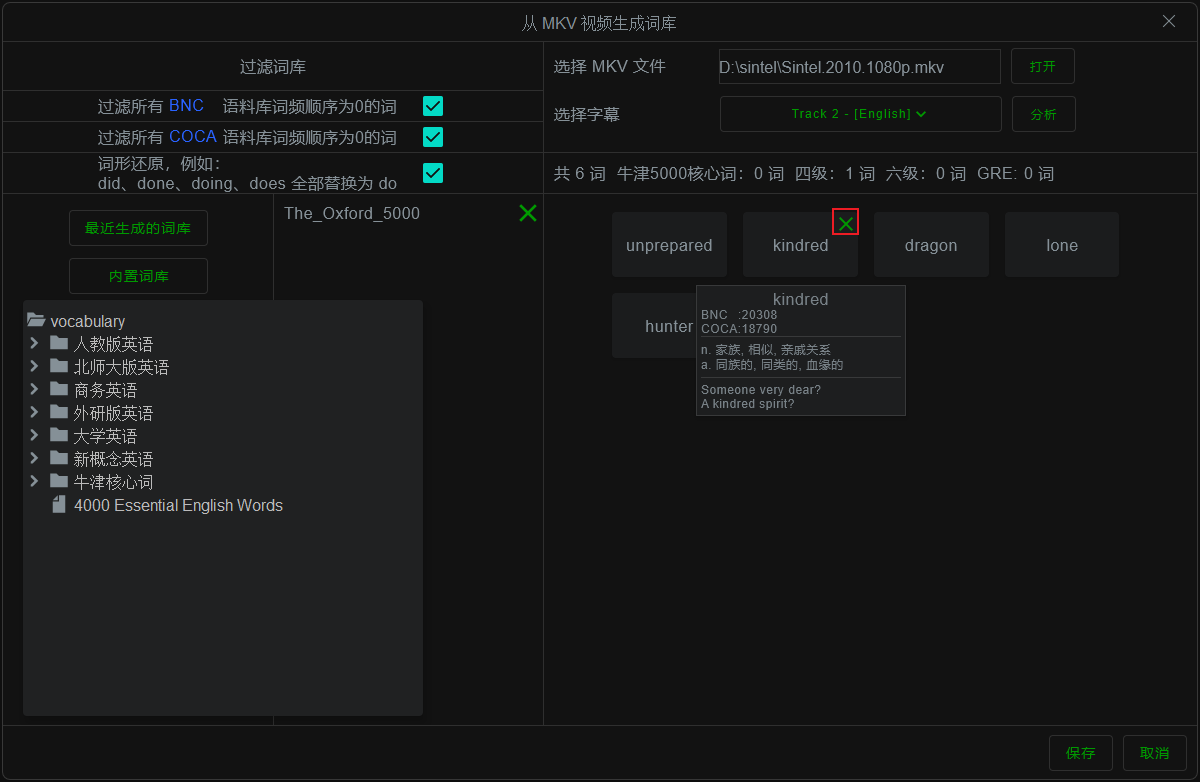 从 MKV 视频生成词库
过滤词库
过滤所有 BNC 语料库词频顺序为0的词
过滤所有 COCA 语料库词频顺序为0的词
词形还原，例如：
did、done、doing、does 全部替换为 do
选择 MKV 文件
D:\sintel\Sintel.2010.1080p.mkv
打开
选择字幕
Track 2 - [English]
分析
共 6 词 牛津5000核心词：0 词 四级：1 词 六级：0 词 GRE: 0 词
最近生成的词库
内置词库
The_Oxford_5000
vocabulary
人教版英语
北师大版英语
商务英语
外研版英语
大学英语
新概念英语
牛津核心词
4000 Essential English Words
unprepared
kindred
dragon
lone
hunter
kindred
BNC :20308
COCA:18790
n. 家族, 相似, 亲戚关系
a. 同族的, 同类的, 血缘的
Someone very dear?
A kindred spirit?
保存
取消